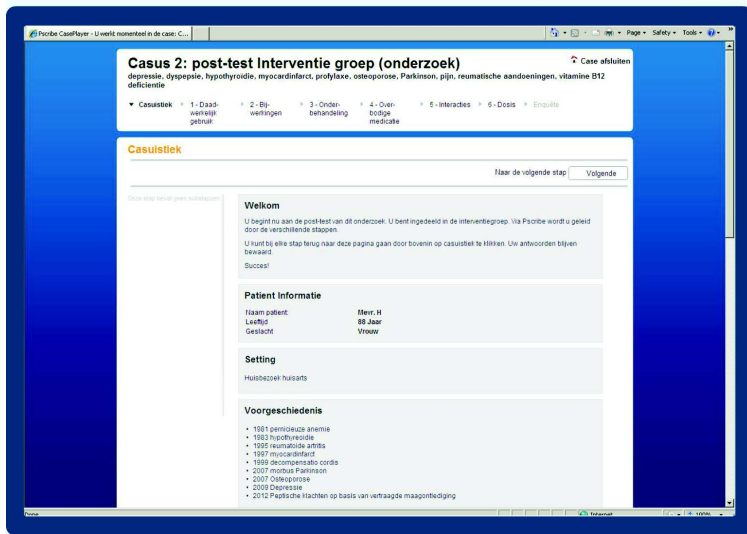 Pscribe CasePlayer - U werkt momenteel in de case: C...
Page Safety Tools
Casus 2: post-test Interventie groep (onderzoek)
Case afsluiten
depressie, dyspepsie, hypothyroidie, myocardinfarct, profylaxe, osteoporose, Parkinson, pijn, reumatische aandoeningen, vitamine B12
deficientie
Casuistiek
1 - Daad-
werkelijk
gebruik
2 - Bij-
werkingen
3 - Onder-
behandeling
4 - Over-
bodige
medicatie
5 - Interacties
6 - Dosis
Enquête
Casuistiek
Naar de volgende stap
Volgende
Deze stap bevat geen substappen
Welkom
U begint nu aan de post-test van dit onderzoek. U bent ingedeeld in de interventiegroep. Via Pscribe wordt u geleid
door de verschillende stappen.
U kunt bij elke stap terug naar deze pagina gaan door bovenin op casuistiek te klikken. Uw antwoorden blijven
bewaard.
Succes!
Patient Informatie
Naam patient: Mevr. H
Leeftijd 88 Jaar
Geslacht Vrouw
Setting
Huisbezoek huisarts
Voorgeschiedenis
• 1981 pernicieuze anemie
• 1983 hypothyreoidie
• 1995 reumatoide artritis
• 1997 myocardinfarct
• 1999 decompensatio cordis
• 2007 morbus Parkinson
• 2007 Osteoporose
• 2009 Depressie
• 2012 Peptische klachten op basis van vertraagde maagontlediging
Done
Internet
100%